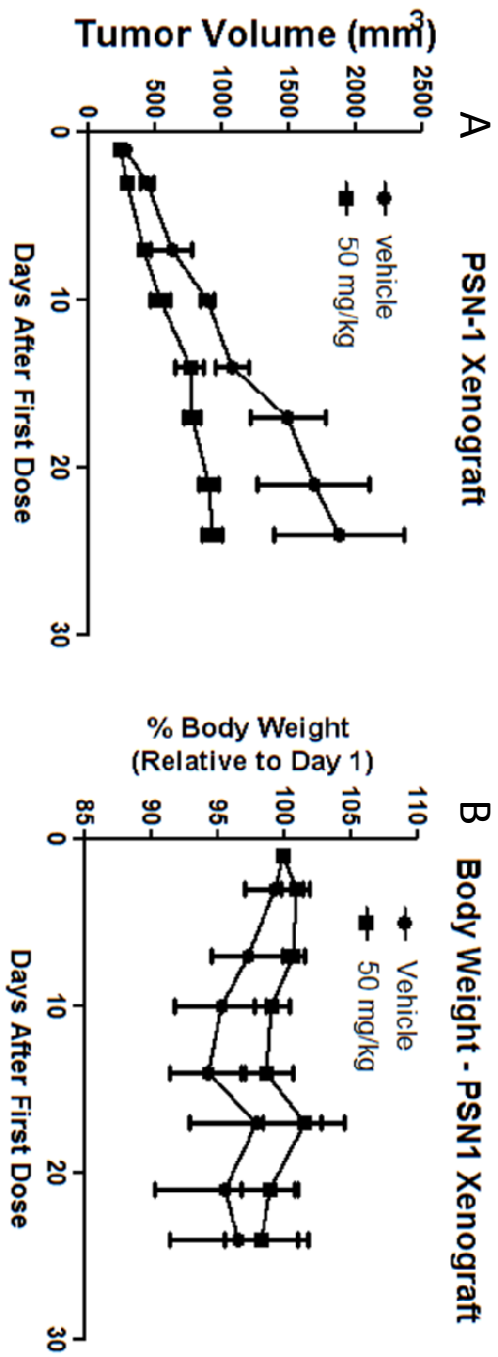 A
PSN-1 Xenograft
Tumor Volume (mm3)
2500
2000
1500
1000
500
0
vehicle
50 mg/kg
0
10
20
30
Days After First Dose
B
Body Weight - PSN1 Xenograft
% Body Weight
(Relative to Day 1)
110
105
100
95
90
85
Vehicle
50 mg/kg
0
10
20
30
Days After First Dose